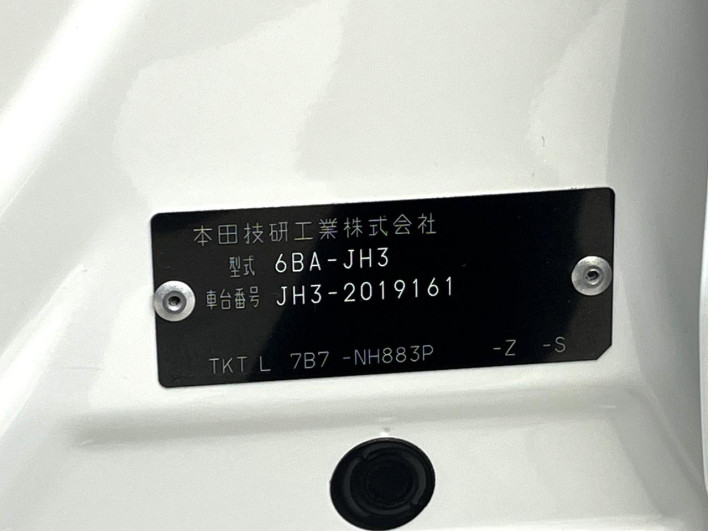 本田技研工業株式会社
型式 6BA-JH3
車台番号 JH3-2019161
TKT L 7B7 -NH883P -Z -S